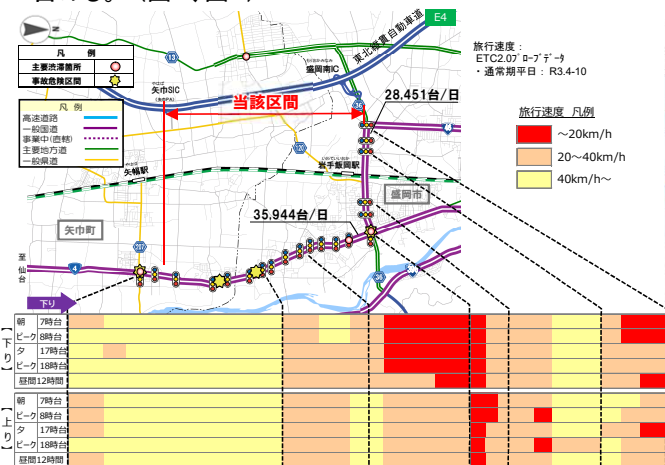 E4
東北縦貫自動車道
旅行速度：
ETC2.0ﾌﾟﾛｰﾌﾞﾃﾞｰﾀ
・通常期平日：R3.4-10
凡　例
主要渋滞箇所
事故危険区間
13
盛岡南IC
矢巾SIC
当該区間
36
28,451台/日
46
旅行速度 凡例
～20km/h
20～40km/h
40km/h～
凡 例
高速道路
一般国道
事業中(直轄)
主要地方道
一般県道
120
矢幅駅
岩手飯岡駅
盛岡市
35,944台/日
矢巾町
207
至
仙
台
4
36
下り
【下り】
朝 7時台
ピーク 8時台
夕 17時台
ピーク 18時台
昼間12時間
【上り】
朝 7時台
ピーク 8時台
夕 17時台
ピーク 18時台
昼間12時間